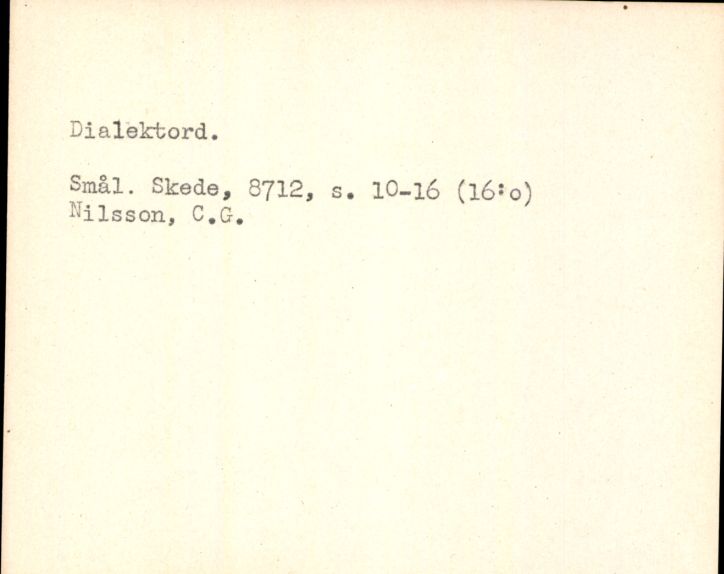 Dialektord.
Smål. Skede, 8712, s. 10-16 (16:o)
Nilsson, C.G.